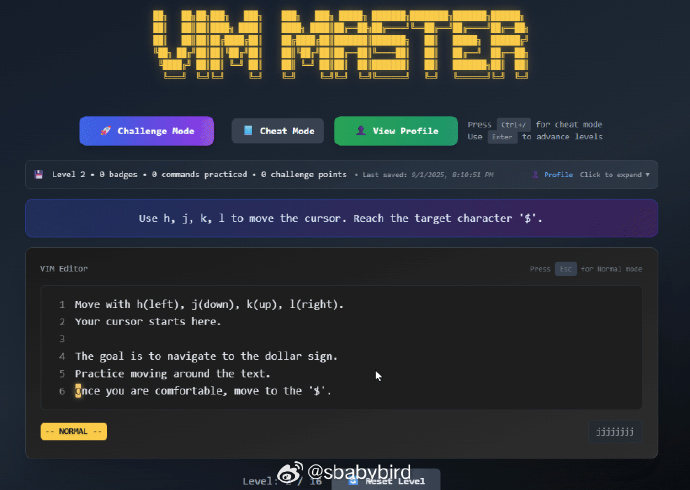 VIM MASTER
🚀 Challenge Mode
Cheat Mode
View Profile
Press Ctrl+/ for cheat mode
Use Enter to advance levels
Level 2 • 0 badges • 0 commands practiced • 0 challenge points • Last saved: 9/1/2025, 8:10:51 PM
Profile Click to expand ▼
Use h, j, k, l to move the cursor. Reach the target character '$'.
VIM Editor
Press Esc for Normal mode
1 Move with h(left), j(down), k(up), l(right).
2 Your cursor starts here.
3
4 The goal is to navigate to the dollar sign.
5 Practice moving around the text.
6 Once you are comfortable, move to the '$'.
-- NORMAL --
jjjjjjjj
@sbabybird
Level: / 16
Reset Level